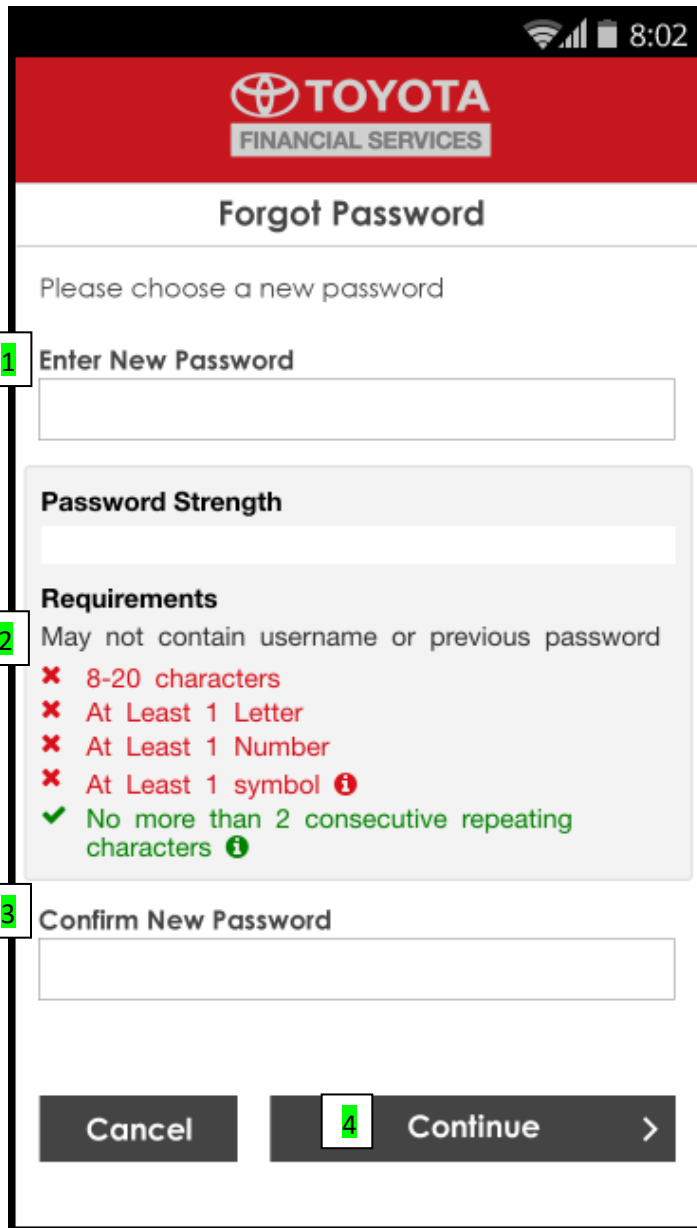 8:02
TOYOTA
FINANCIAL SERVICES
Forgot Password
Please choose a new password
1 Enter New Password
Password Strength
Requirements
2 May not contain username or previous password
8-20 characters
At Least 1 Letter
At Least 1 Number
At Least 1 symbol
No more than 2 consecutive repeating
characters
3 Confirm New Password
Cancel 4 Continue